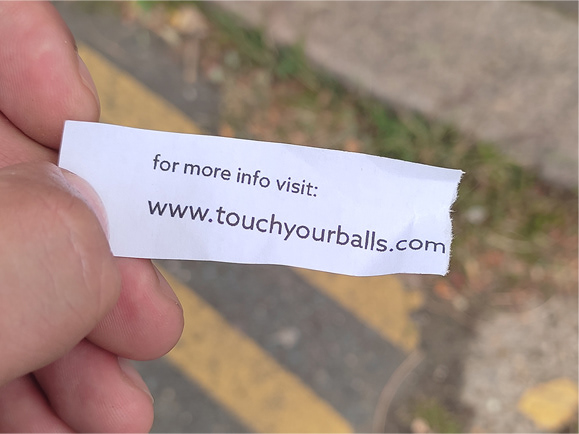 for more info visit:
www.touchyourballs.com